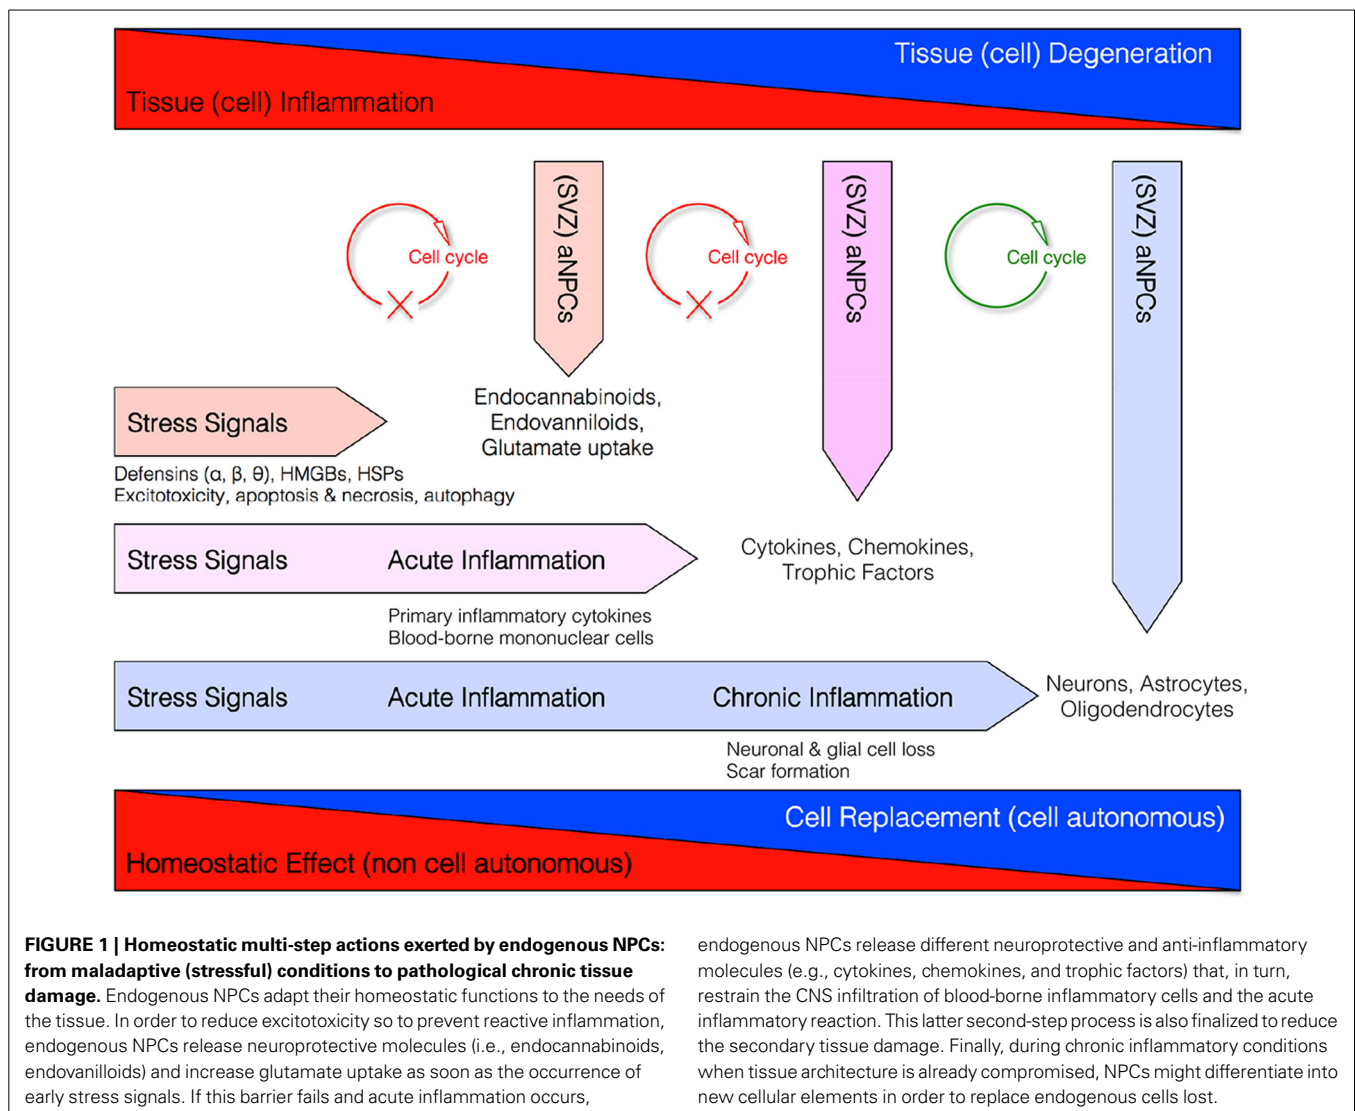 Tissue (cell) Degeneration
Tissue (cell) Inflammation
(SVZ) aNPCs
(SVZ) aNPCs
(SVZ) aNPCs
Cell cycle
Cell cycle
Cell cycle
Endocannabinoids,
Endovanniloids,
Glutamate uptake
Stress Signals
Defensins (α, β, θ), HMGBs, HSPs
Excitotoxicity, apoptosis & necrosis, autophagy
Stress Signals Acute Inflammation
Cytokines, Chemokines,
Trophic Factors
Primary inflammatory cytokines
Blood-borne mononuclear cells
Stress Signals Acute Inflammation Chronic Inflammation
Neurons, Astrocytes,
Oligodendrocytes
Neuronal & glial cell loss
Scar formation
Cell Replacement (cell autonomous)
Homeostatic Effect (non cell autonomous)
FIGURE 1 | Homeostatic multi-step actions exerted by endogenous NPCs:
from maladaptive (stressful) conditions to pathological chronic tissue
damage. Endogenous NPCs adapt their homeostatic functions to the needs of
the tissue. In order to reduce excitotoxicity so to prevent reactive inflammation,
endogenous NPCs release neuroprotective molecules (i.e., endocannabinoids,
endovanilloids) and increase glutamate uptake as soon as the occurrence of
early stress signals. If this barrier fails and acute inflammation occurs,
endogenous NPCs release different neuroprotective and anti-inflammatory
molecules (e.g., cytokines, chemokines, and trophic factors) that, in turn,
restrain the CNS infiltration of blood-borne inflammatory cells and the acute
inflammatory reaction. This latter second-step process is also finalized to reduce
the secondary tissue damage. Finally, during chronic inflammatory conditions
when tissue architecture is already compromised, NPCs might differentiate into
new cellular elements in order to replace endogenous cells lost.